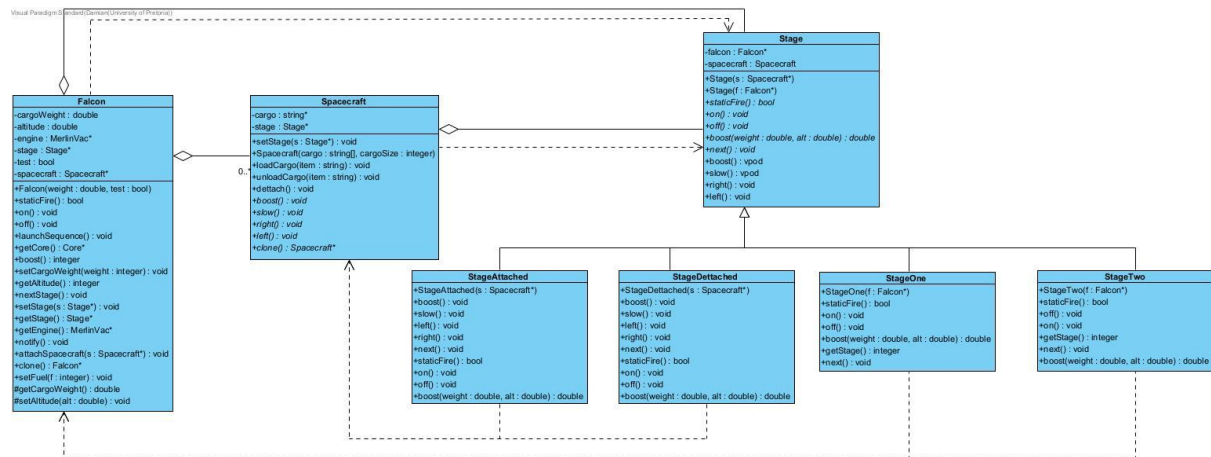 Visual Paradigm Standard(Damian(University of Pretoria))
Falcon
-cargoWeight : double
-altitude : double
-engine : MerlinVac*
-stage : Stage*
-test : bool
-spacecraft : Spacecraft*
+Falcon(weight : double, test : bool)
+staticFire() : bool
+on() : void
+off() : void
+launchSequence() : void
+getCore() : Core*
+boost() : integer
+setCargoWeight(weight : integer) : void
+getAltitude() : integer
+nextStage() : void
+setStage(s : Stage*) : void
+getStage() : Stage*
+getEngine() : MerlinVac*
+notify() : void
+attachSpacecraft(s : Spacecraft*) : void
+clone() : Falcon*
+setFuel(f : integer) : void
#getCargoWeight() : double
#setAltitude(alt : double) : void
0..*
Spacecraft
-cargo : string*
-stage : Stage*
+setStage(s : Stage*) : void
+Spacecraft(cargo : string[], cargoSize : integer)
+loadCargo(item : string) : void
+unloadCargo(item : string) : void
+dettach() : void
+boost() : void
+slow() : void
+right() : void
+left() : void
+clone() : Spacecraft*
Stage
-falcon : Falcon*
-spacecraft : Spacecraft
+Stage(s : Spacecraft*)
+Stage(f : Falcon*)
+staticFire() : bool
+on() : void
+off() : void
+boost(weight : double, alt : double) : double
+next() : void
+boost() : vpod
+slow() : vpod
+right() : void
+left() : void
StageAttached
+StageAttached(s : Spacecraft*)
+boost() : void
+slow() : void
+left() : void
+right() : void
+next() : void
+staticFire() : bool
+on() : void
+off() : void
+boost(weight : double, alt : double) : double
StageDettached
+StageDettached(s : Spacecraft*)
+boost() : void
+slow() : void
+left() : void
+right() : void
+next() : void
+staticFire() : bool
+on() : void
+off() : void
+boost(weight : double, alt : double) : double
StageOne
+StageOne(f : Falcon*)
+staticFire() : bool
+on() : void
+off() : void
+boost(weight : double, alt : double) : double
+getStage() : integer
+next() : void
StageTwo
+StageTwo(f : Falcon*)
+staticFire() : bool
+off() : void
+on() : void
+getStage() : integer
+next() : void
+boost(weight : double, alt : double) : double